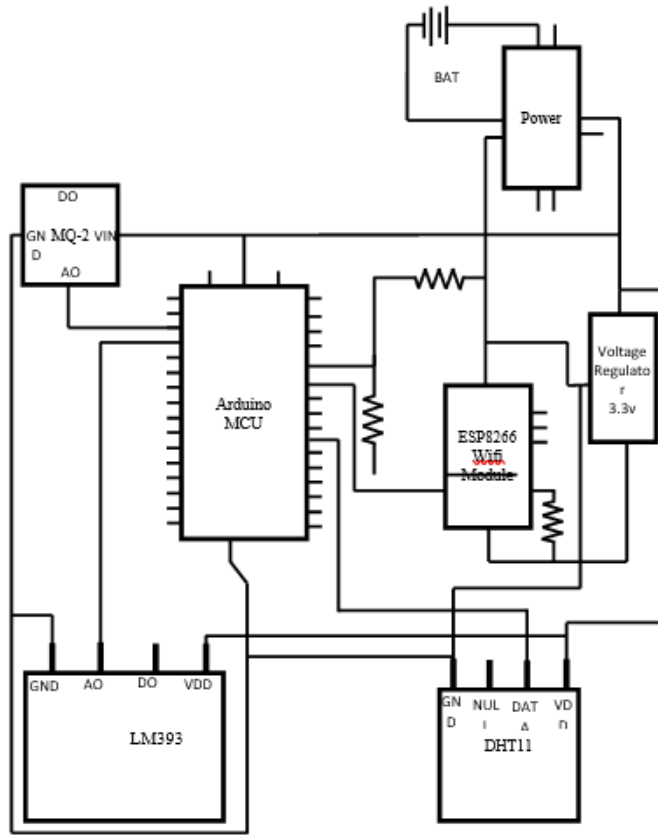 BAT
Power
DO
GN MQ-2 VIN
D
AO
Arduino
MCU
Voltage
Regulato
r
3.3v
ESP8266
Wifi
Module
GND AO DO VDD
LM393
GN NUL DAT VD
D
DHT11